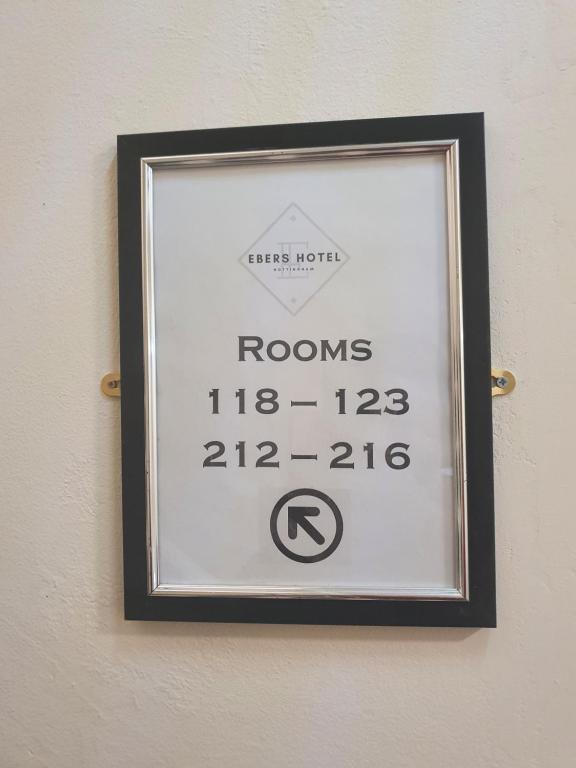 EBERS HOTEL
NOTTINGHAM
ROOMS
118 – 123
212 – 216